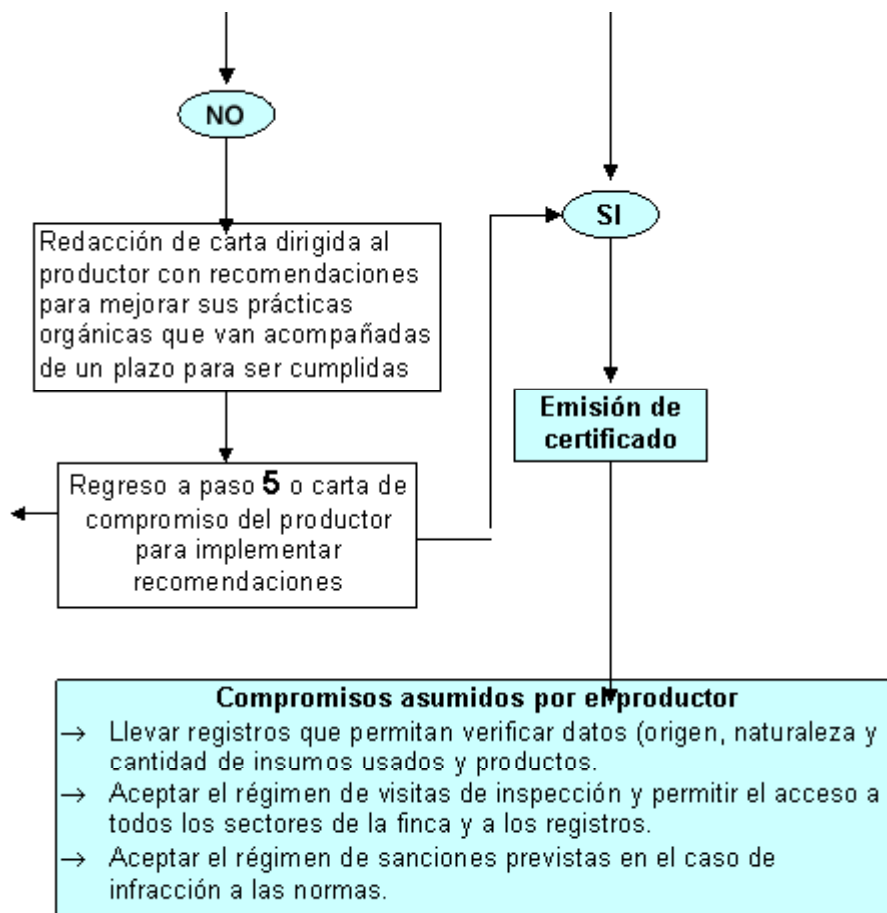 NO
Redacción de carta dirigida al
productor con recomendaciones
para mejorar sus prácticas
orgánicas que van acompañadas
de un plazo para ser cumplidas
Regreso a paso 5 o carta de
compromiso del productor
para implementar
recomendaciones
SI
Emisión de
certificado
Compromisos asumidos por el productor
→ Llevar registros que permitan verificar datos (origen, naturaleza y
cantidad de insumos usados y productos.
→ Aceptar el régimen de visitas de inspección y permitir el acceso a
todos los sectores de la finca y a los registros.
→ Aceptar el régimen de sanciones previstas en el caso de
infracción a las normas.